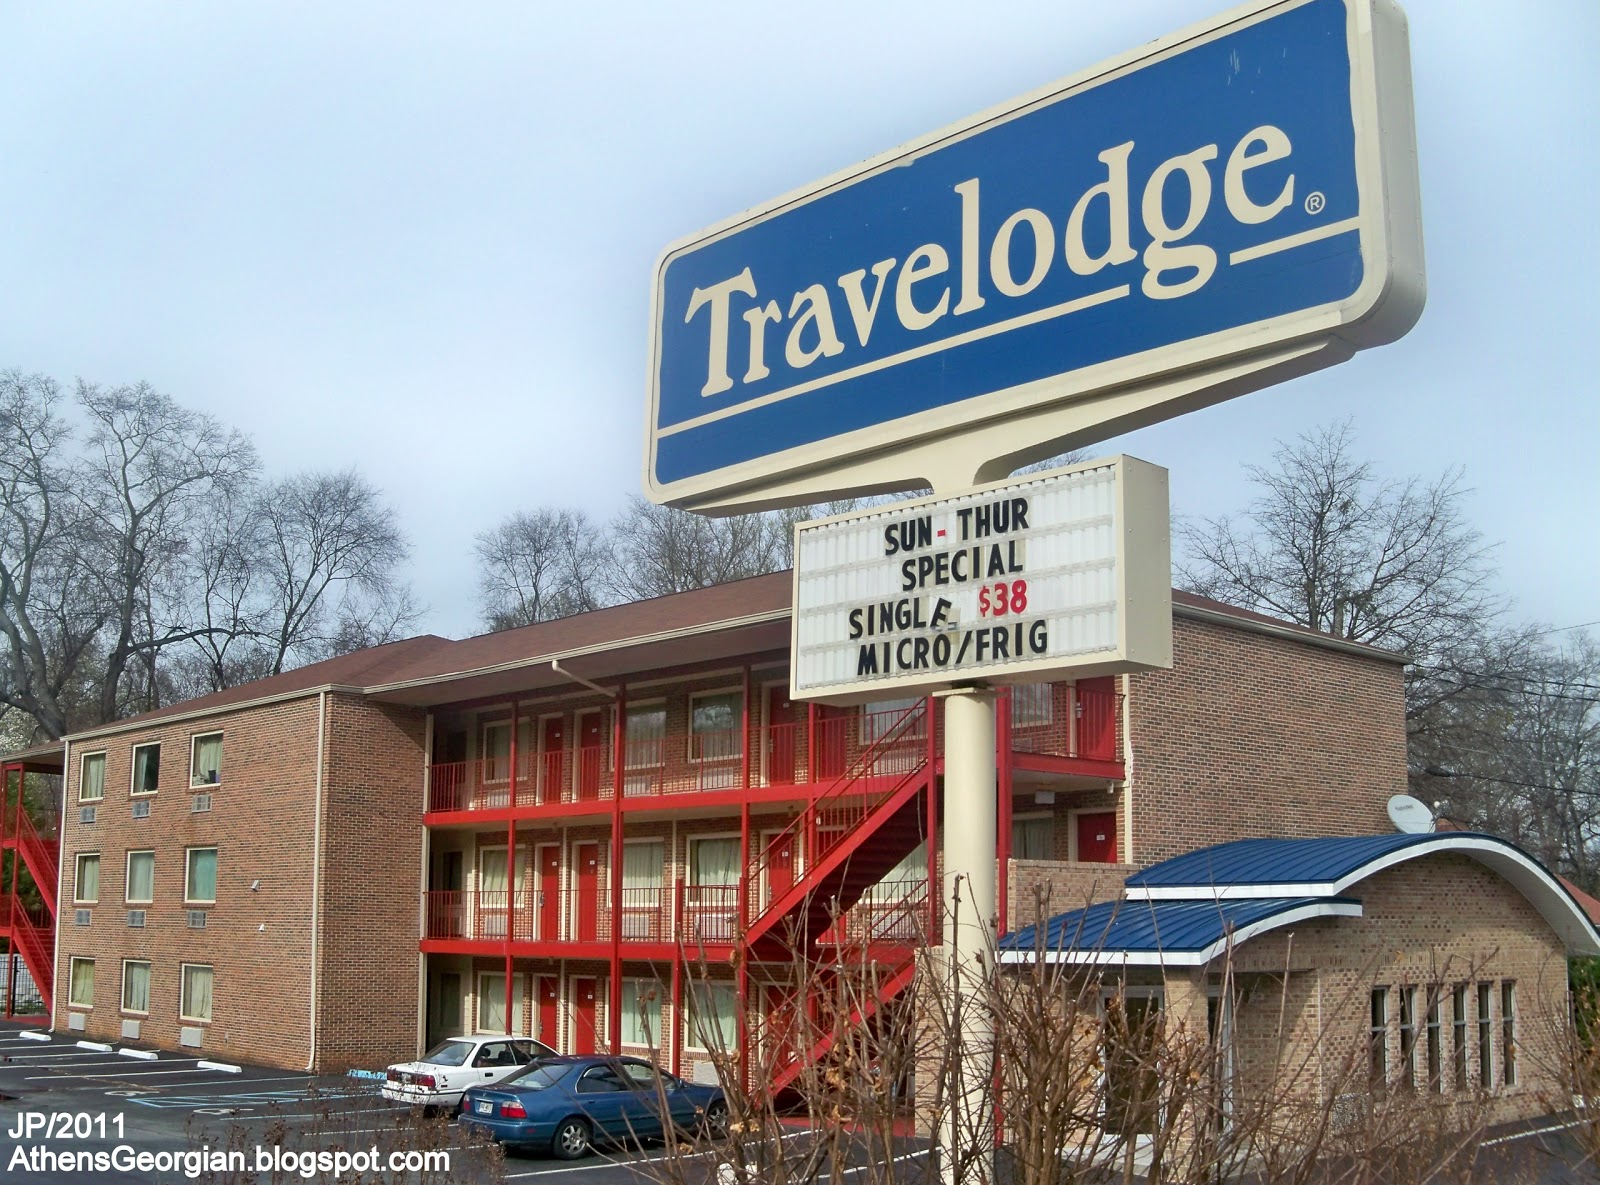 Travelodge®
SUN - THUR
SPECIAL
SINGLE $38
MICRO/FRIG
JP/2011
AthensGeorgian.blogspot.com